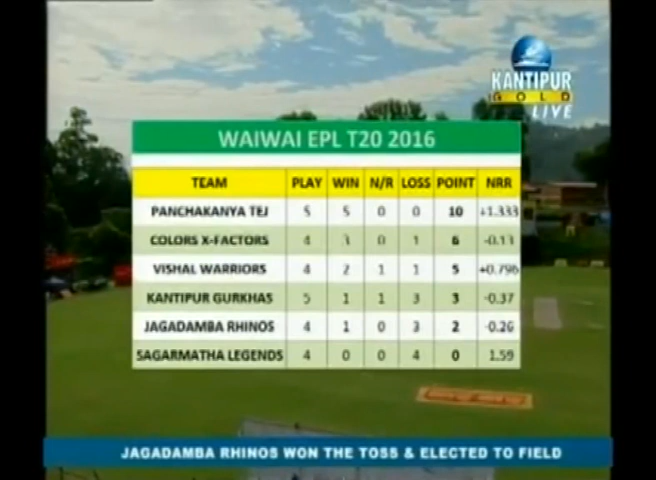 KANTIPUR
GOLD
LIVE
WAIWAI EPL T20 2016
TEAM PLAY WIN N/R LOSS POINT NRR
PANCHAKANYA TEJ 5 5 0 0 10 +1.333
COLORS X-FACTORS 4 3 0 1 6 -0.13
VISHAL WARRIORS 4 2 1 1 5 +0.796
KANTIPUR GURKHAS 5 1 1 3 3 -0.37
JAGADAMBA RHINOS 4 1 0 3 2 -0.26
SAGARMATHA LEGENDS 4 0 0 4 0 1.59
JAGADAMBA RHINOS WON THE TOSS & ELECTED TO FIELD